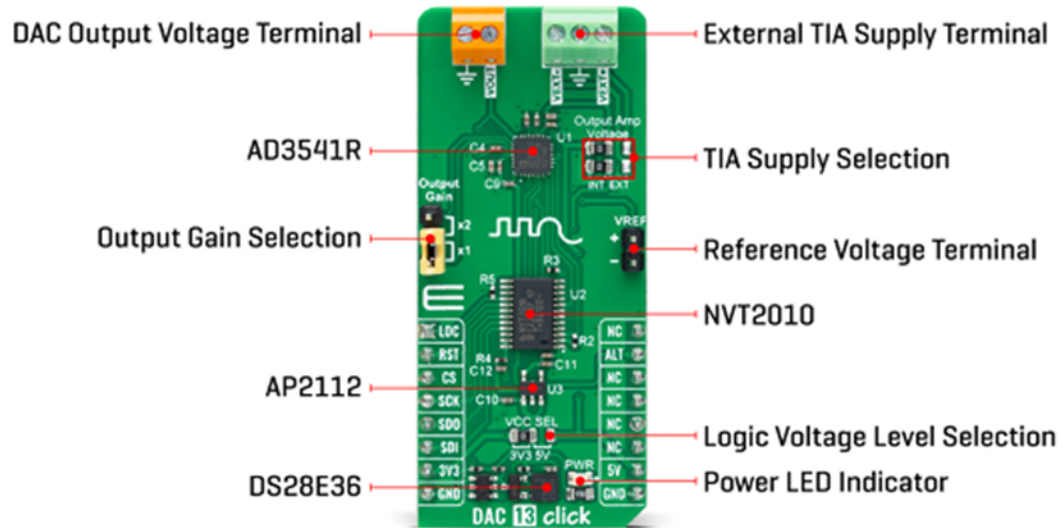 DAC Output Voltage Terminal
External TIA Supply Terminal
VOUT
VEXT-
VEXT+
Output Amp
Voltage
U1
AD3541R
C4
C5
C9
TIA Supply Selection
INT EXT
Output
Gain
x2
x1
Output Gain Selection
VREF
+
-
Reference Voltage Terminal
R3
R5
U2
NVT2010
R2
LDC
RST
CS
SCK
SDO
SDI
3V3
GND
NC
ALT
NC
NC
NC
NC
5V
GND
R4
C12
C11
AP2112
U3
C10
VCC SEL
3V3 5V
Logic Voltage Level Selection
PWR
Power LED Indicator
DS28E36
DAC 13 click